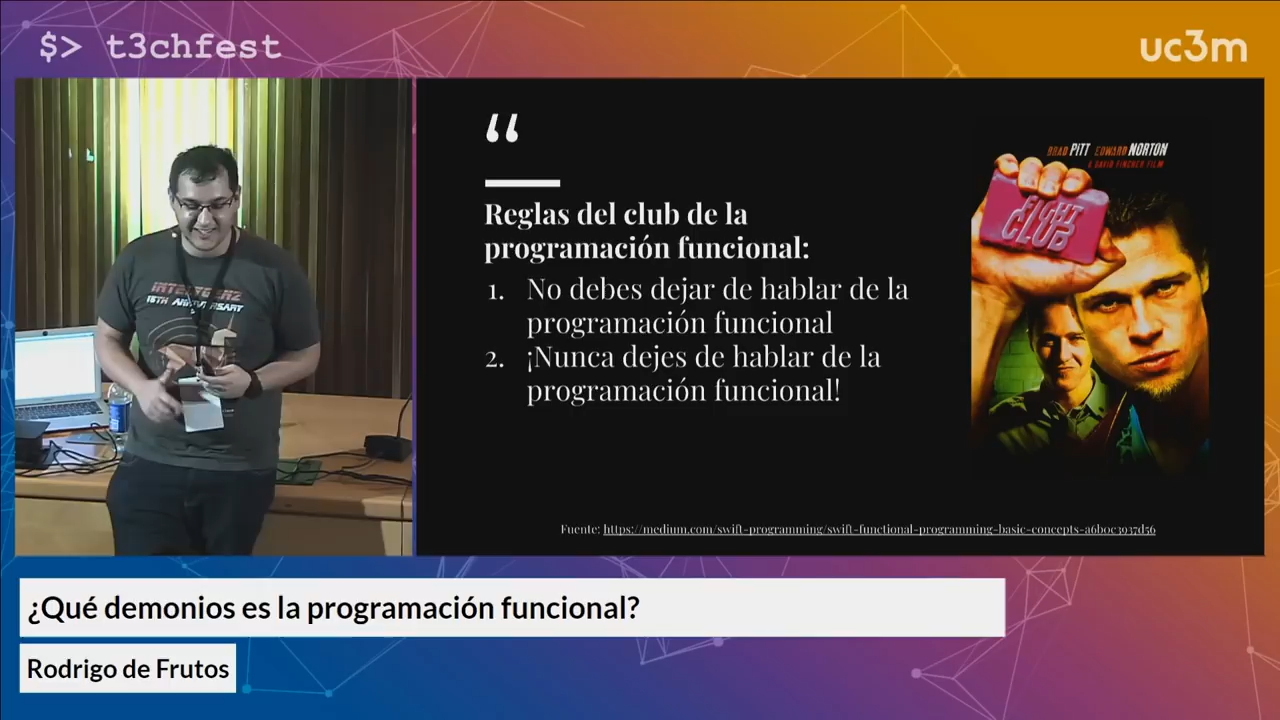 $> t3chfest
uc3m
“
Reglas del club de la
programación funcional:
1. No debes dejar de hablar de la
programación funcional
2. ¡Nunca dejes de hablar de la
programación funcional!
BRAD PITT EDWARD NORTON
A DAVID FINCHER FILM
FIGHT
CLUB
15TH ANNIVERSARY
Fuente: https://medium.com/swift-programming/swift-functional-programming-basic-concepts-a6b0c3937d56
¿Qué demonios es la programación funcional?
Rodrigo de Frutos